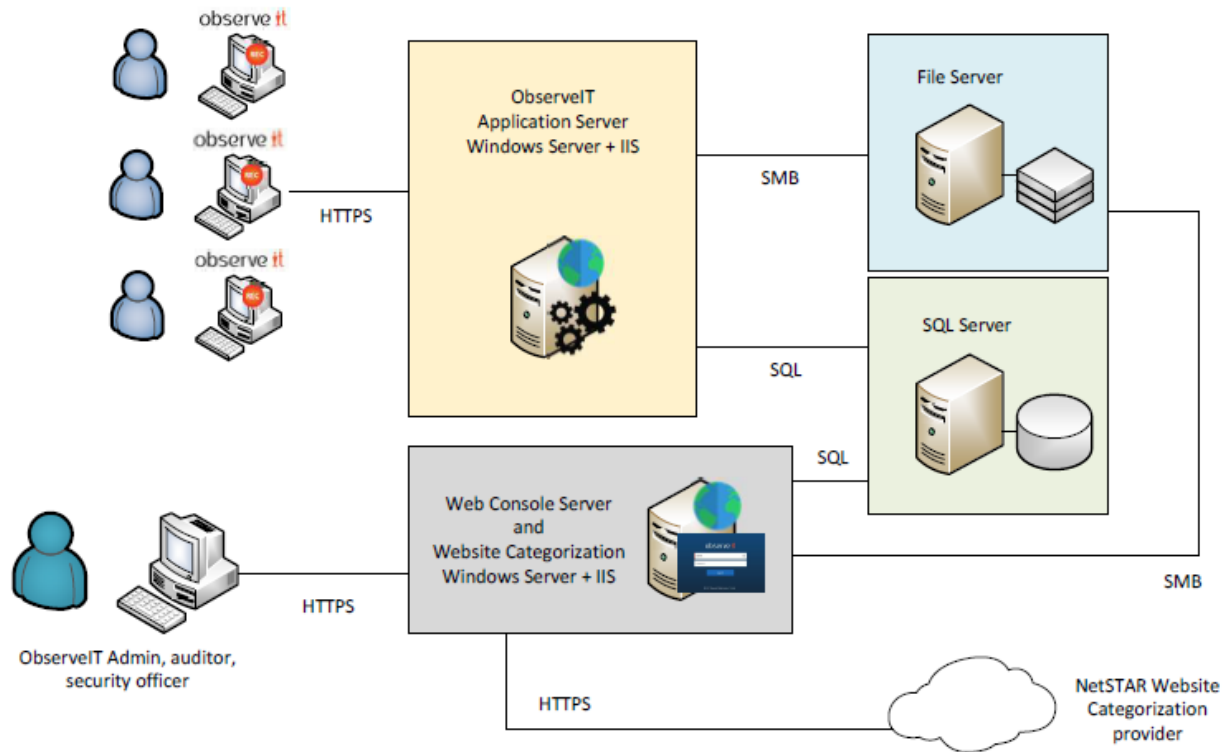 observe it
REC
observe it
REC
observe it
REC
HTTPS
ObserveIT
Application Server
Windows Server + IIS
SMB
SQL
File Server
SQL Server
SQL
Web Console Server
and
Website Categorization
Windows Server + IIS
observe it
SMB
HTTPS
ObserveIT Admin, auditor,
security officer
HTTPS
NetSTAR Website
Categorization
provider